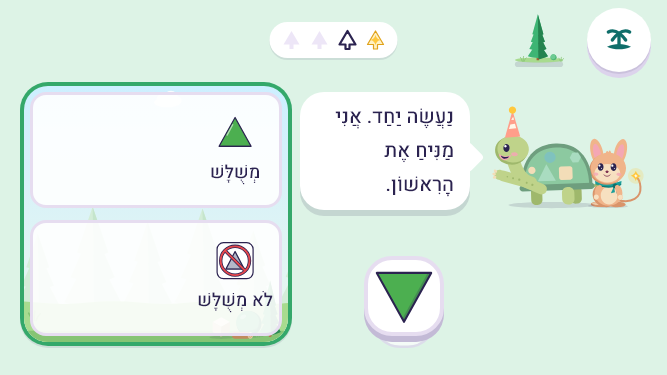 נַעֲשֶׂה יַחַד. אֲנִי
מַנִּיחַ אֶת
הָרִאשׁוֹן.
מְשֻׁלָּשׁ
לֹא מְשֻׁלָּשׁ